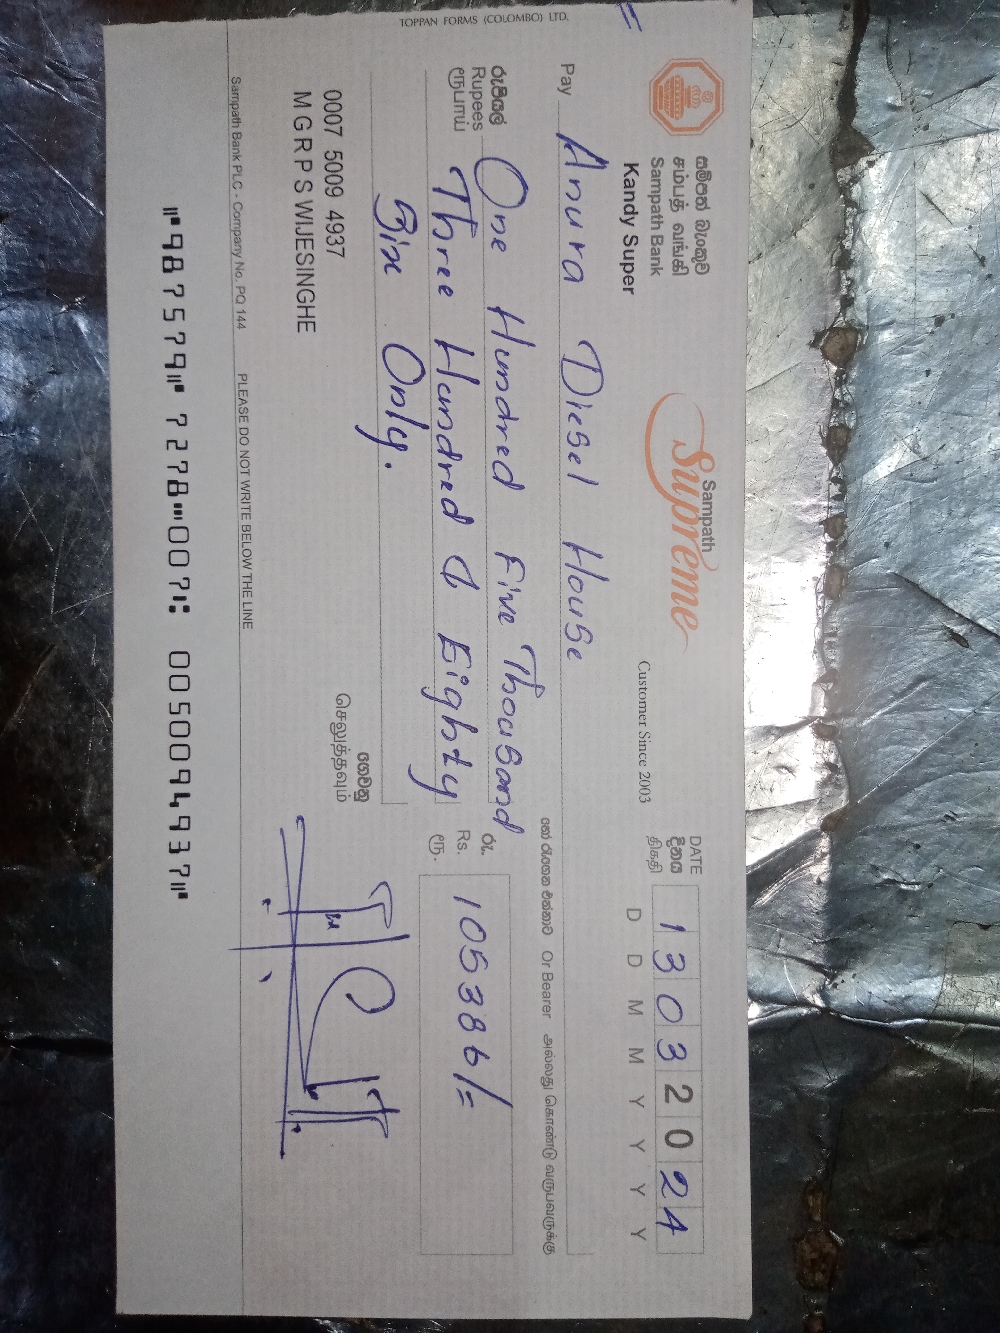 TOPPAN FORMS (COLOMBO) LTD.
සම්පත් බැංකුව
சம்பத் வங்கி
Sampath Bank
Kandy Super
Sampath
Supreme
Customer Since 2003
DATE
දිනය
திகதி
1 3 0 3 2 0 2 4
D D M M Y Y Y Y
Pay Anura Diesel House
හෝ රැගෙන එන්නාට Or Bearer அல்லது கொண்டு வருபவருக்கு
රුපියල්
Rupees
ரூபாய்
One Hundred Five Thousand
Three Hundred & Eighty
Six Only.
රු.
Rs.
ரூ.
105386/=
ගෙවනු
செலுத்தவும்
0007 5009 4937
M G R P S WIJESINGHE
Sampath Bank PLC - Company No. PQ 144 PLEASE DO NOT WRITE BELOW THE LINE
⑈987579⑈ 7278⑉007⑆ 0050094937⑈